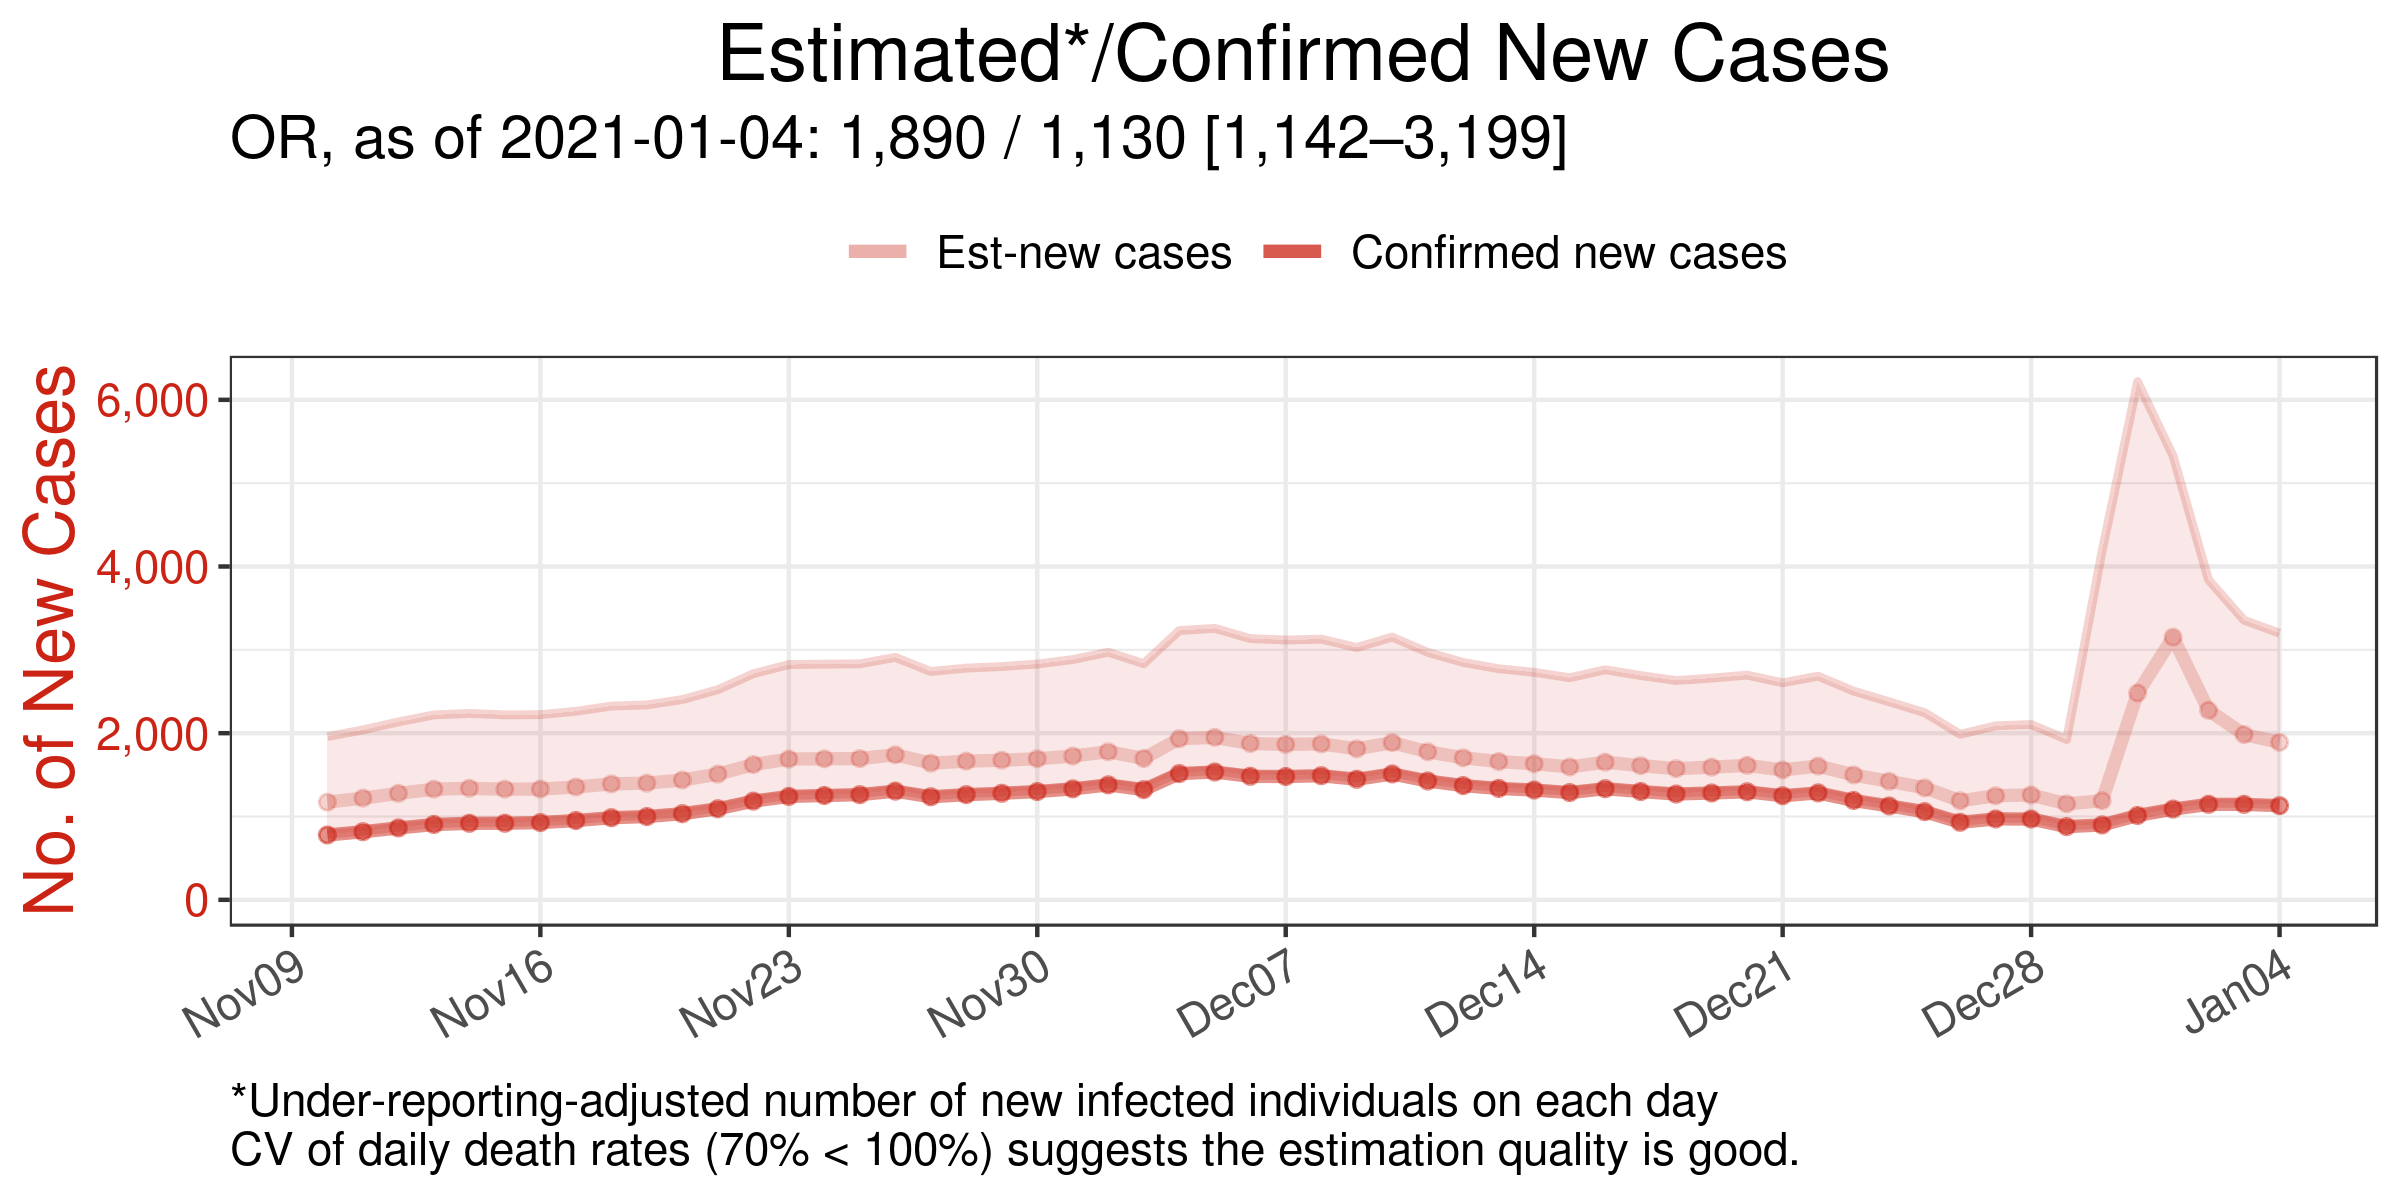 Estimated*/Confirmed New Cases
OR, as of 2021-01-04: 1,890 / 1,130 [1,142–3,199]
Est-new cases Confirmed new cases
No. of New Cases
6,000
4,000
2,000
0
Nov09 Nov16 Nov23 Nov30 Dec07 Dec14 Dec21 Dec28 Jan04
*Under-reporting-adjusted number of new infected individuals on each day
CV of daily death rates (70% < 100%) suggests the estimation quality is good.